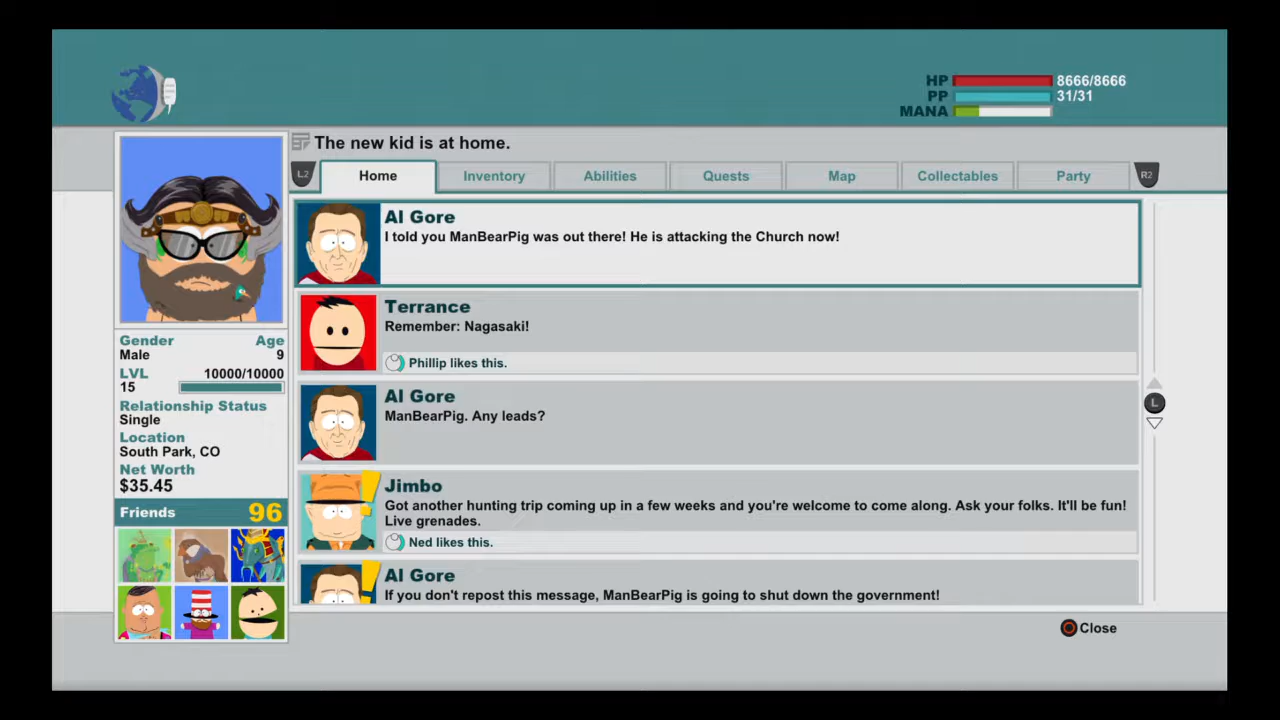 HP 8666/8666
PP 31/31
MANA
The new kid is at home.
L2 Home Inventory Abilities Quests Map Collectables Party R2
Gender Age
Male 9
LVL 10000/10000
15
Relationship Status
Single
Location
South Park, CO
Net Worth
$35.45
Friends 96
Al Gore
I told you ManBearPig was out there! He is attacking the Church now!
Terrance
Remember: Nagasaki!
Phillip likes this.
Al Gore
ManBearPig. Any leads?
Jimbo
Got another hunting trip coming up in a few weeks and you're welcome to come along. Ask your folks. It'll be fun!
Live grenades.
Ned likes this.
Al Gore
If you don't repost this message, ManBearPig is going to shut down the government!
L
Close